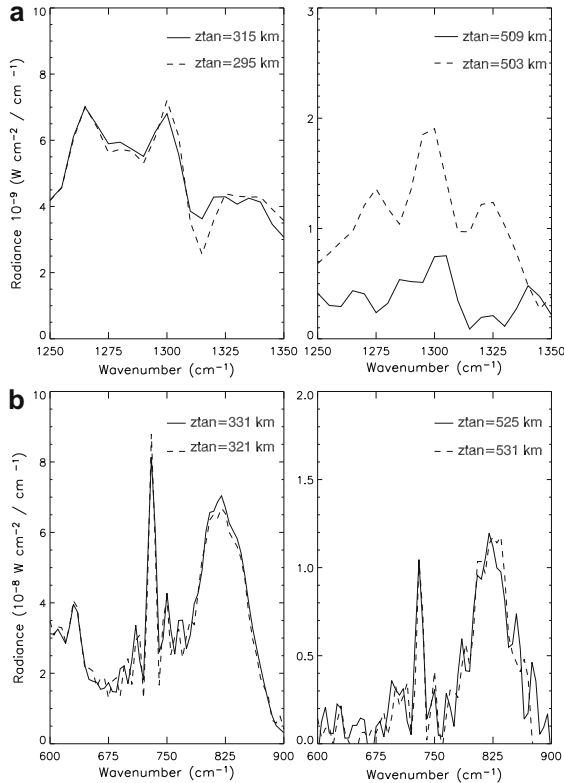 a
ztan=315 km
ztan=295 km
10
8
6
4
2
0
1250 1275 1300 1325 1350
Wavenumber (cm⁻¹)
Radiance 10⁻⁹ (W cm⁻² / cm⁻¹)
ztan=509 km
ztan=503 km
3
2
1
0
1250 1275 1300 1325 1350
Wavenumber (cm⁻¹)
b
ztan=331 km
ztan=321 km
10
8
6
4
2
0
600 675 750 825 900
Wavenumber (cm⁻¹)
Radiance (10⁻⁸ W cm⁻² / cm⁻¹)
ztan=525 km
ztan=531 km
2.0
1.5
1.0
0.5
0.0
600 675 750 825 900
Wavenumber (cm⁻¹)